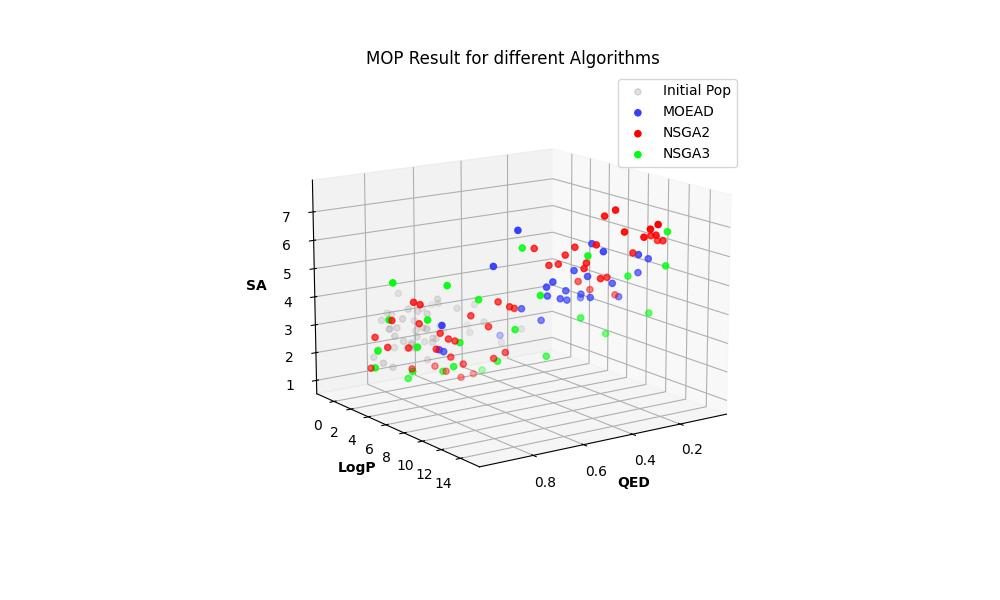 MOP Result for different Algorithms
Initial Pop
MOEAD
NSGA2
NSGA3
7
6
5
4
3
2
1
SA
0
2
4
6
8
10
12
14
LogP
0.8
0.6
0.4
0.2
QED